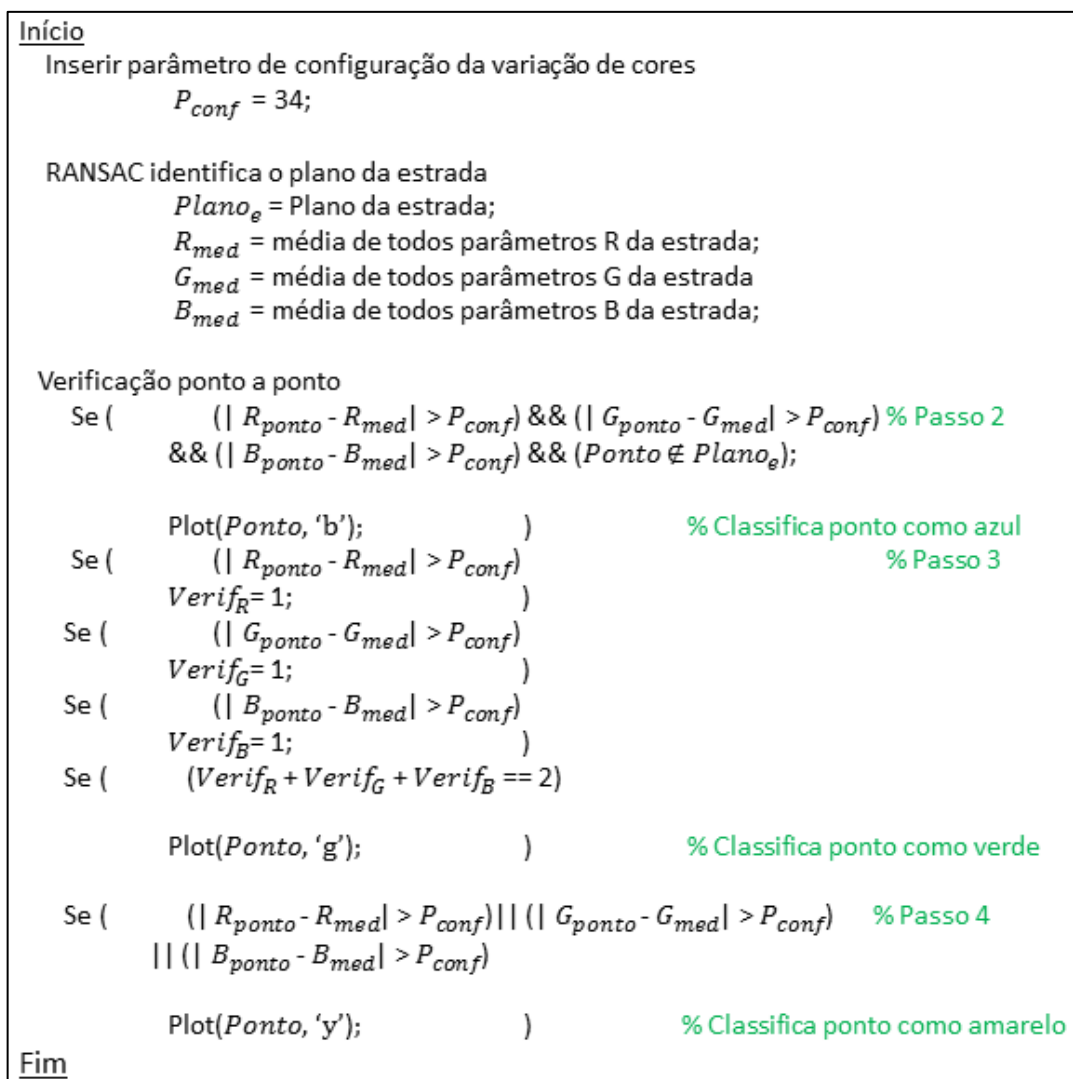 Início
Inserir parâmetro de configuração da variação de cores
P_conf = 34;
RANSAC identifica o plano da estrada
Plano_e = Plano da estrada;
R_med = média de todos parâmetros R da estrada;
G_med = média de todos parâmetros G da estrada
B_med = média de todos parâmetros B da estrada;
Verificação ponto a ponto
Se ( (| R_ponto - R_med| > P_conf) && (| G_ponto - G_med| > P_conf) % Passo 2
&& (| B_ponto - B_med| > P_conf) && (Ponto ∉ Plano_e);
Plot(Ponto, ‘b’); ) % Classifica ponto como azul
Se ( (| R_ponto - R_med| > P_conf) % Passo 3
Verif_R= 1; )
Se ( (| G_ponto - G_med| > P_conf)
Verif_G= 1; )
Se ( (| B_ponto - B_med| > P_conf)
Verif_B= 1; )
Se ( (Verif_R + Verif_G + Verif_B == 2)
Plot(Ponto, ‘g’); ) % Classifica ponto como verde
Se ( (| R_ponto - R_med| > P_conf)|| (| G_ponto - G_med| > P_conf) % Passo 4
|| (| B_ponto - B_med| > P_conf)
Plot(Ponto, ‘y’); ) % Classifica ponto como amarelo
Fim